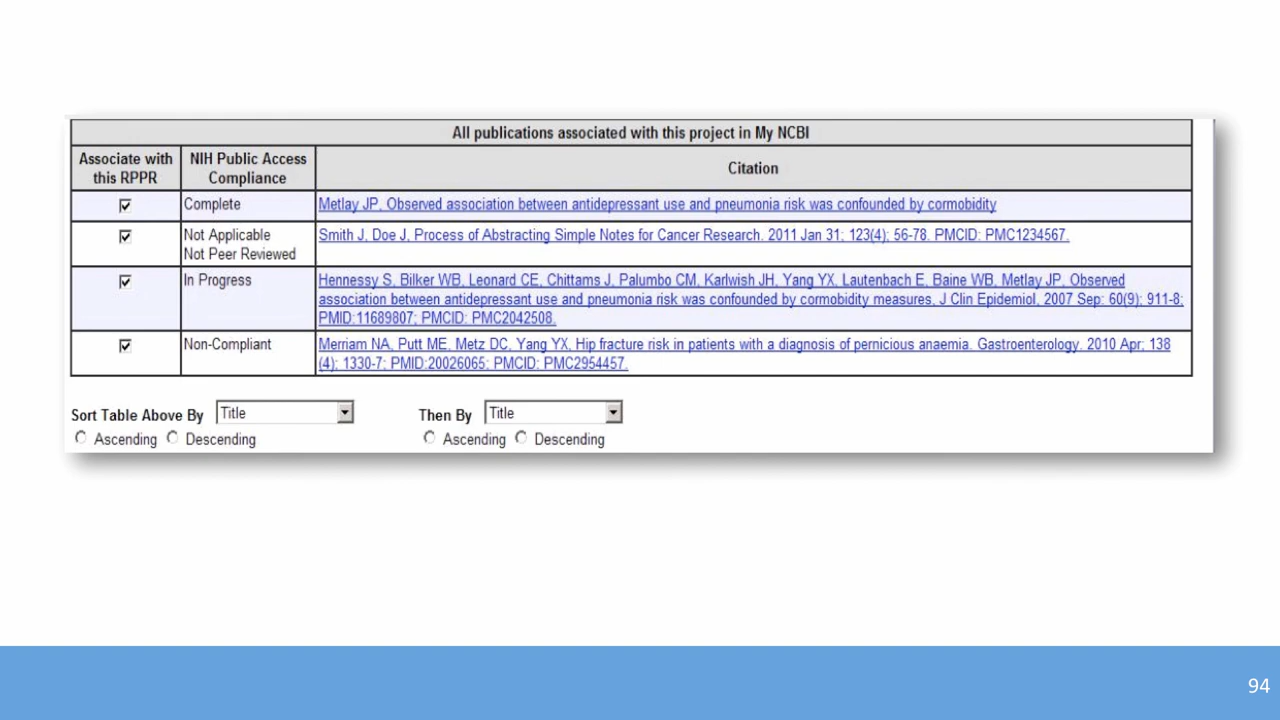 All publications associated with this project in My NCBI
Associate with this RPPR
NIH Public Access Compliance
Citation
Complete
Metlay JP, Observed association between antidepressant use and pneumonia risk was confounded by cormobidity
Not Applicable
Not Peer Reviewed
Smith J, Doe J, Process of Abstracting Simple Notes for Cancer Research. 2011 Jan 31; 123(4); 56-78. PMCID: PMC1234567.
In Progress
Hennessy S, Bilker WB, Leonard CE, Chittams J, Palumbo CM, Karlwish JH, Yang YX, Lautenbach E, Baine WB, Metlay JP, Observed
association between antidepressant use and pneumonia risk was confounded by cormobidity measures, J Clin Epidemiol, 2007 Sep: 60(9); 911-8;
PMID:11689807; PMCID: PMC2042508.
Non-Compliant
Merriam NA, Putt ME, Metz DC, Yang YX, Hip fracture risk in patients with a diagnosis of pernicious anaemia. Gastroenterology. 2010 Apr; 138
(4); 1330-7; PMID:20026065; PMCID: PMC2954457.
Sort Table Above By Title
Then By Title
Ascending Descending
Ascending Descending
94